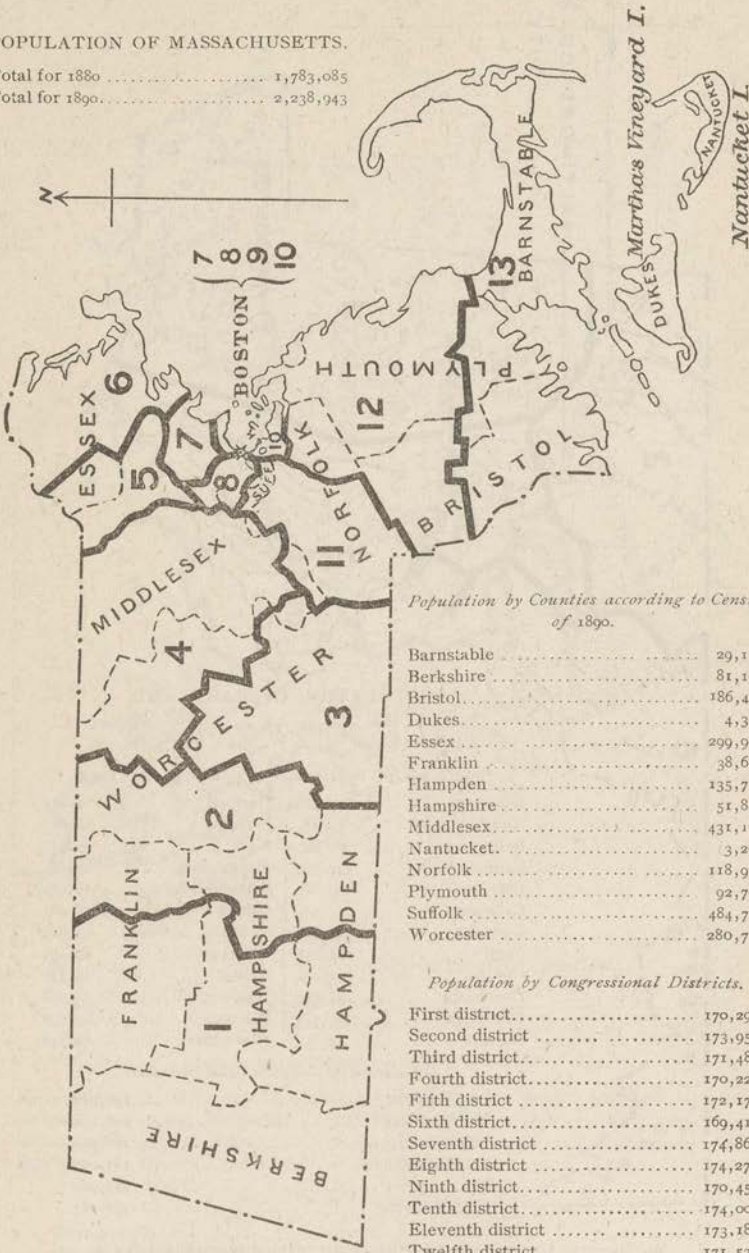 OPULATION OF MASSACHUSETTS.
otal for 1880 .................. 1,783,085
otal for 1890.................. 2,238,943
N
BOSTON
7
8
9
10
Marthas Vineyard I.
Nantucket I.
NANTUCKET
DUKES
BARNSTABLE
13
PLYMOUTH
12
BRISTOL
NORFOLK
11
10
8
7
ESSEX
6
5
MIDDLESEX
4
WORCESTER
3
2
FRANKLIN
HAMPSHIRE
HAMPDEN
1
BERKSHIRE
Population by Counties according to Cens
of 1890.
Barnstable .................. 29,1
Berkshire .................. 81,1
Bristol.................. 186,4
Dukes.................. 4,3
Essex .................. 299,9
Franklin .................. 38,6
Hampden .................. 135,7
Hampshire .................. 51,8
Middlesex.................. 431,1
Nantucket. .................. 3,2
Norfolk .................. 118,9
Plymouth .................. 92,7
Suffolk .................. 484,7
Worcester .................. 280,7
Population by Congressional Districts.
First district.................. 170,29
Second district .................. 173,95
Third district.................. 171,48
Fourth district.................. 170,22
Fifth district .................. 172,17
Sixth district.................. 169,41
Seventh district .................. 174,86
Eighth district .................. 174,27
Ninth district.................. 170,45
Tenth district.................. 174,00
Eleventh district .................. 173,18
Twelfth district